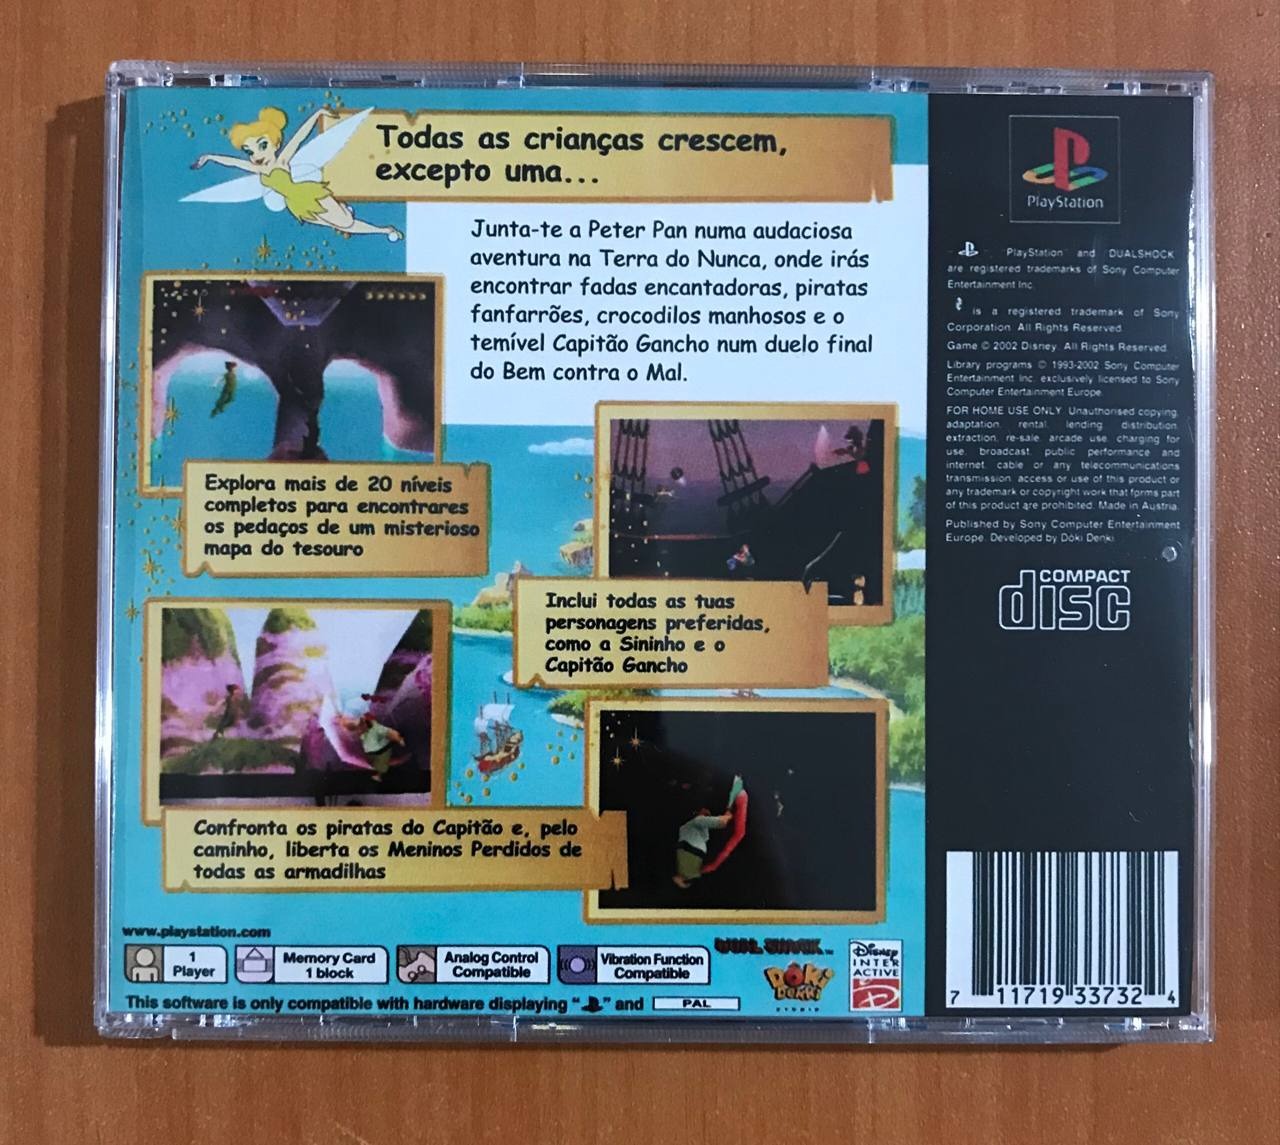 Todas as crianças crescem,
excepto uma...
Junta-te a Peter Pan numa audaciosa
aventura na Terra do Nunca, onde irás
encontrar fadas encantadoras, piratas
fanfarrões, crocodilos manhosos e o
temível Capitão Gancho num duelo final
do Bem contra o Mal.
Explora mais de 20 níveis
completos para encontrares
os pedaços de um misterioso
mapa do tesouro
Inclui todas as tuas
personagens preferidas,
como a Sininho e o
Capitão Gancho
Confronta os piratas do Capitão e, pelo
caminho, liberta os Meninos Perdidos de
todas as armadilhas
www.playstation.com
1
Player
Memory Card
1 block
Analog Control
Compatible
Vibration Function
Compatible
DOKI
DENKI
STUDIO
DISNEY
INTER
ACTIVE
This software is only compatible with hardware displaying " " and PAL
PlayStation
PlayStation and DUALSHOCK
are registered trademarks of Sony Computer
Entertainment Inc.
is a registered trademark of Sony
Corporation. All Rights Reserved.
Game © 2002 Disney. All Rights Reserved.
Library programs © 1993-2002 Sony Computer
Entertainment Inc. exclusively licensed to Sony
Computer Entertainment Europe.
FOR HOME USE ONLY. Unauthorised copying,
adaptation, rental, lending, distribution,
extraction, re-sale, arcade use, charging for
use, broadcast, public performance and
internet, cable or any telecommunications
transmission, access or use of this product or
any trademark or copyright work that forms part
of this product are prohibited. Made in Austria.
Published by Sony Computer Entertainment
Europe. Developed by Doki Denki.
COMPACT
disc
7 11719 33732 4